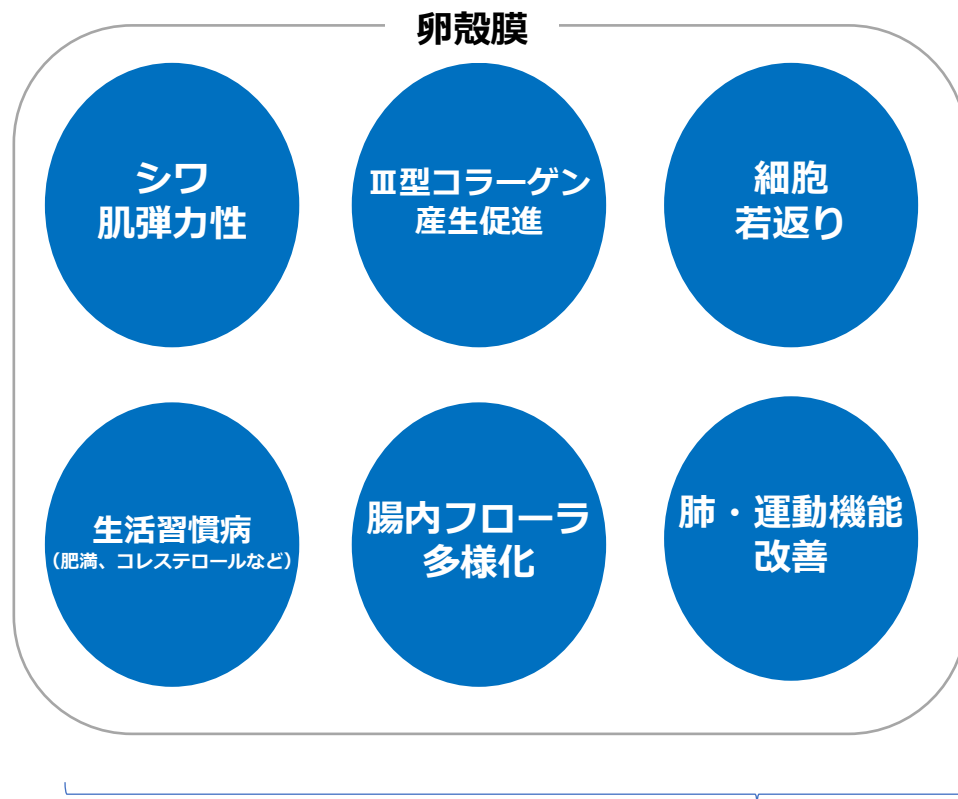 卵殻膜
シワ
肌弾力性
Ⅲ型コラーゲン
産生促進
細胞
若返り
生活習慣病
（肥満、コレステロールなど）
腸内フローラ
多様化
肺・運動機能
改善